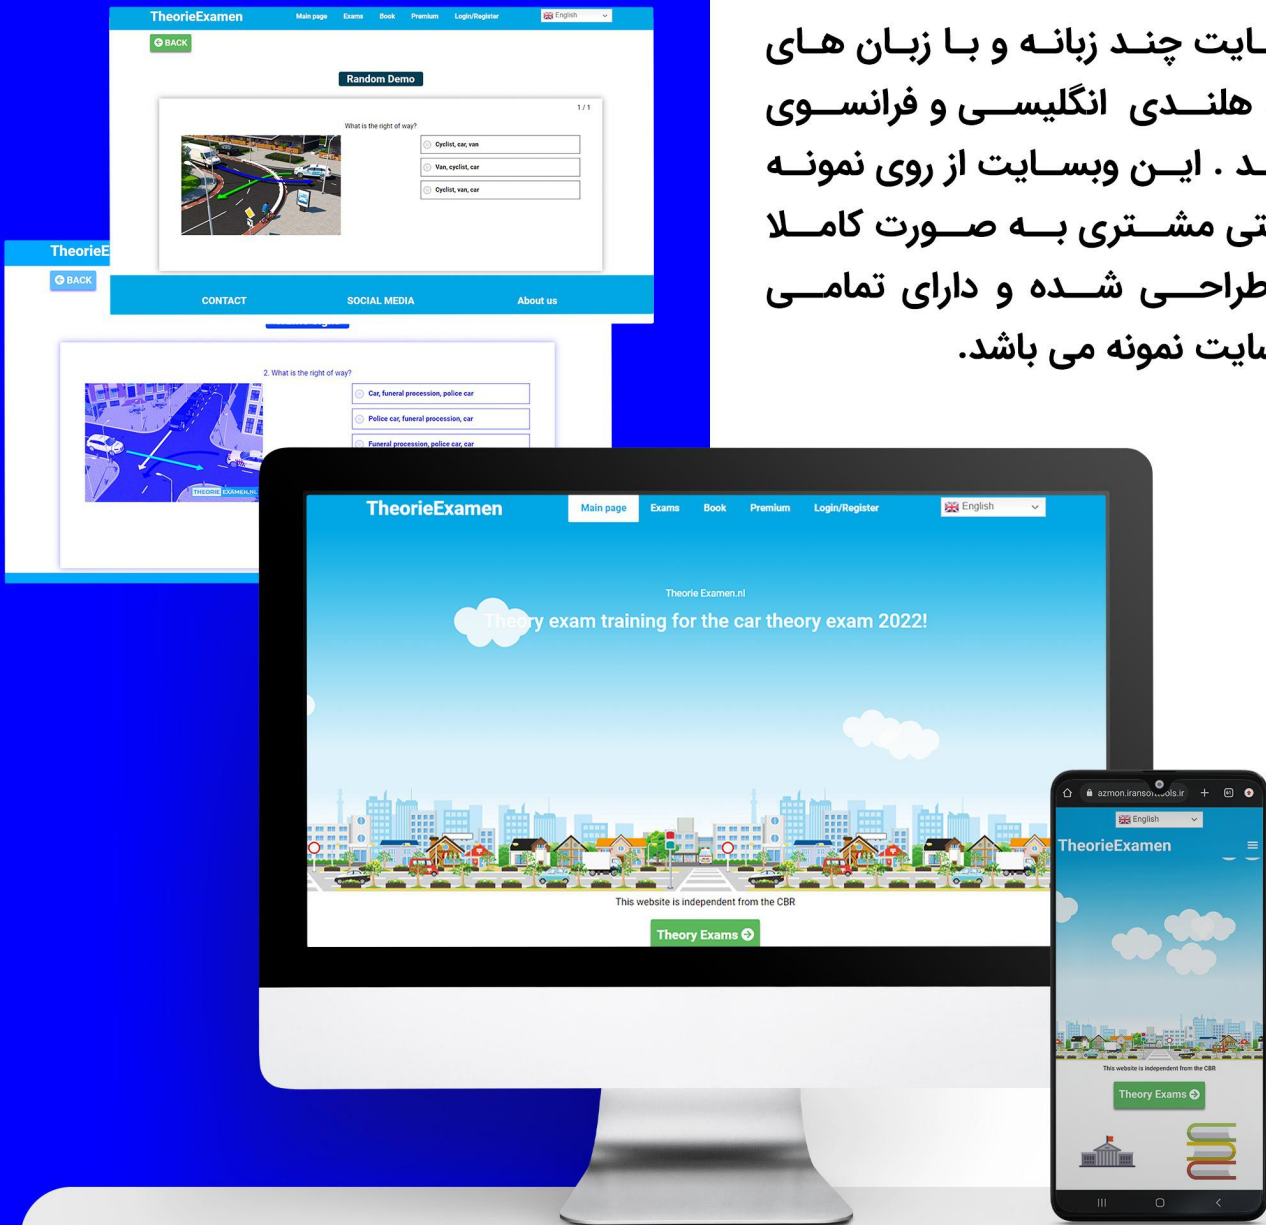 TheorieExamen
Main page Exams Book Premium Login/Register English
BACK
Random Demo
1 / 1
What is the right of way?
Cyclist, car, van
Van, cyclist, car
Cyclist, van, car
CONTACT SOCIAL MEDIA About us
چند زبانه و با زبان های
هلندی انگلیسی و فرانسوی
. این وبسایت از روی نمونه
مشتری به صورت کاملا
طراحی شده و دارای تمامی
نمونه می باشد.
BACK
2. What is the right of way?
Car, funeral procession, police car
Police car, funeral procession, car
Funeral procession, police car, car
THEORIE EXAMEN.NL
TheorieExamen
Main page Exams Book Premium Login/Register English
Theorie Examen.nl
Theory exam training for the car theory exam 2022!
This website is independent from the CBR
Theory Exams
English
TheorieExamen
This website is independent from the CBR
Theory Exams